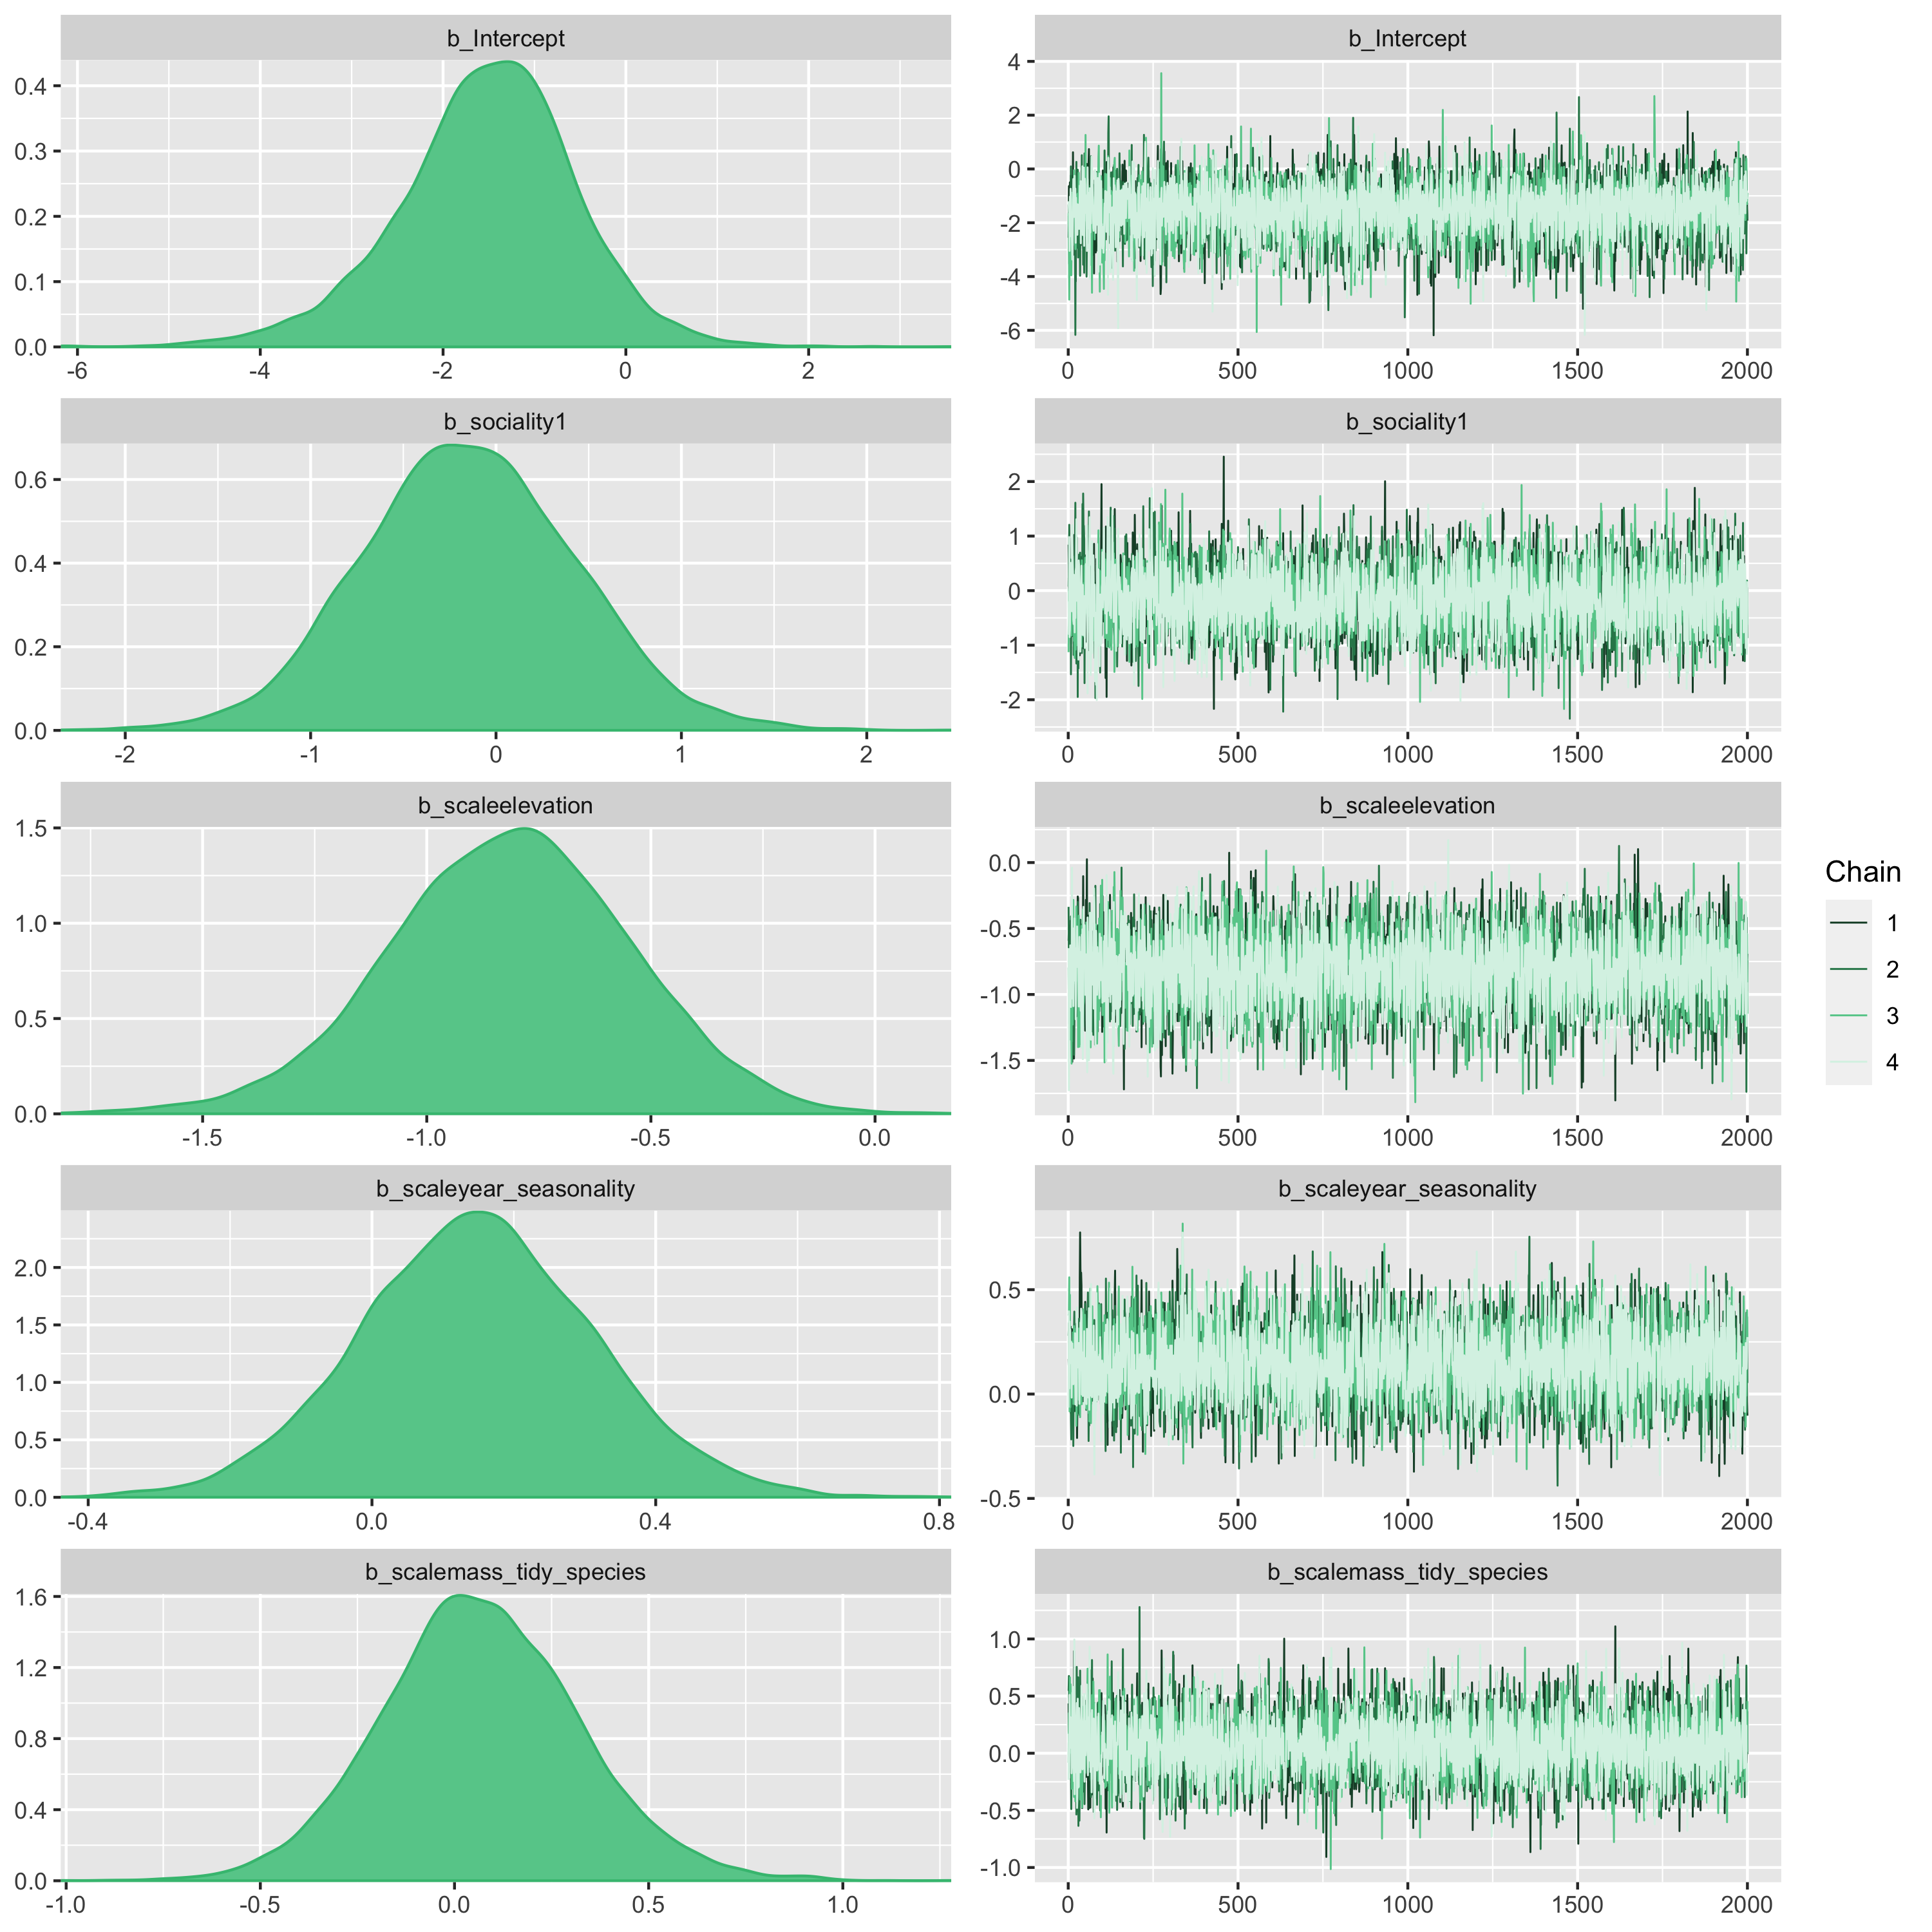 b_Intercept
0.4
0.3
0.2
0.1
0.0
-6 -4 -2 0 2
b_Intercept
4
2
0
-2
-4
-6
0 500 1000 1500 2000
b_sociality1
0.6
0.4
0.2
0.0
-2 -1 0 1 2
b_sociality1
2
1
0
-1
-2
0 500 1000 1500 2000
b_scaleelevation
1.5
1.0
0.5
0.0
-1.5 -1.0 -0.5 0.0
b_scaleelevation
0.0
-0.5
-1.0
-1.5
0 500 1000 1500 2000
b_scaleyear_seasonality
2.0
1.5
1.0
0.5
0.0
-0.4 0.0 0.4 0.8
b_scaleyear_seasonality
0.5
0.0
-0.5
0 500 1000 1500 2000
b_scalemass_tidy_species
1.6
1.2
0.8
0.4
0.0
-1.0 -0.5 0.0 0.5 1.0
b_scalemass_tidy_species
1.0
0.5
0.0
-0.5
-1.0
0 500 1000 1500 2000
Chain
1
2
3
4